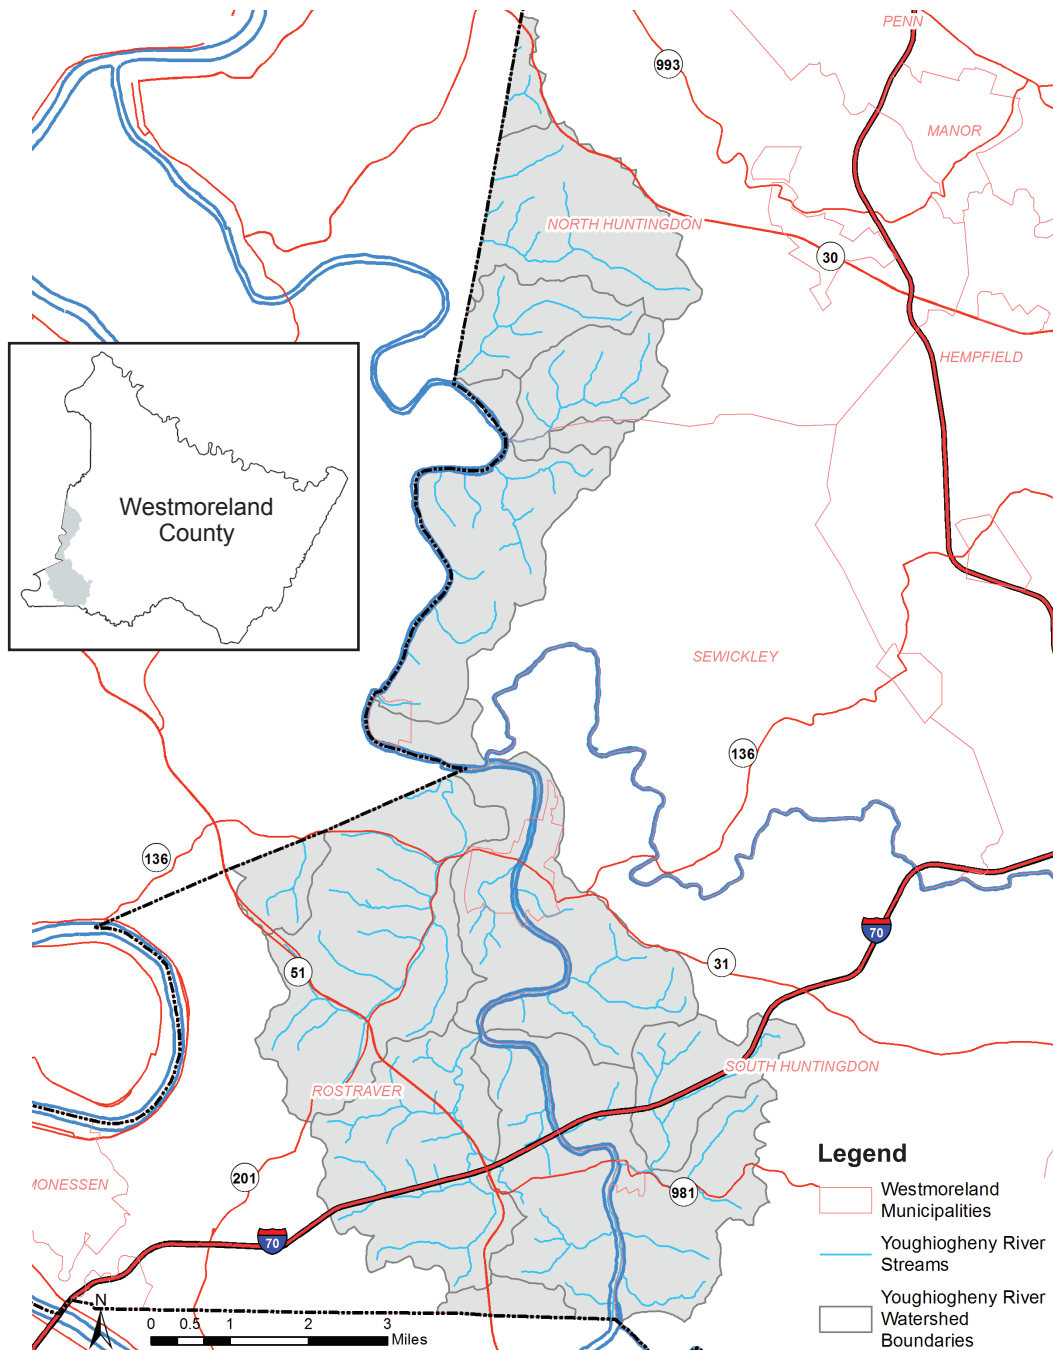 PENN
993
MANOR
NORTH HUNTINGDON
30
HEMPFIELD
Westmoreland
County
SEWICKLEY
136
136
70
51
31
SOUTH HUNTINGDON
ROSTRAVER
Legend
MONESSEN
201
981
Westmoreland
Municipalities
70
Youghiogheny River
Streams
N
Youghiogheny River
Watershed
Boundaries
0 0.5 1 2 3
Miles